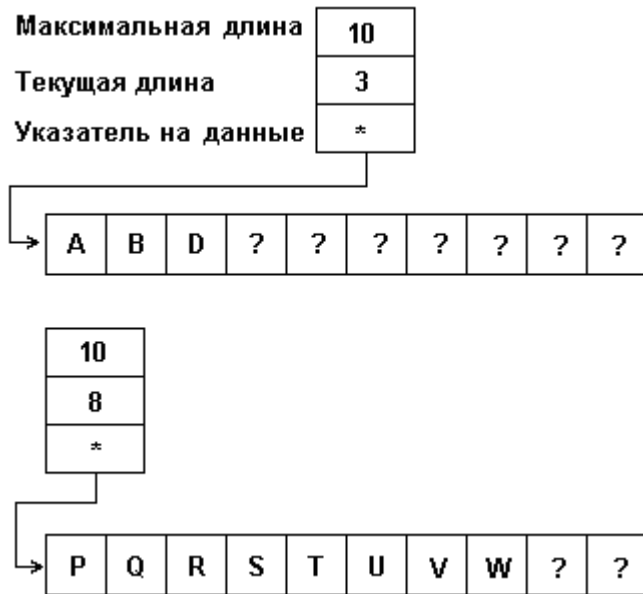 Максимальная длина 10
Текущая длина 3
Указатель на данные *
A B D ? ? ? ? ? ? ?
10
8
*
P Q R S T U V W ? ?